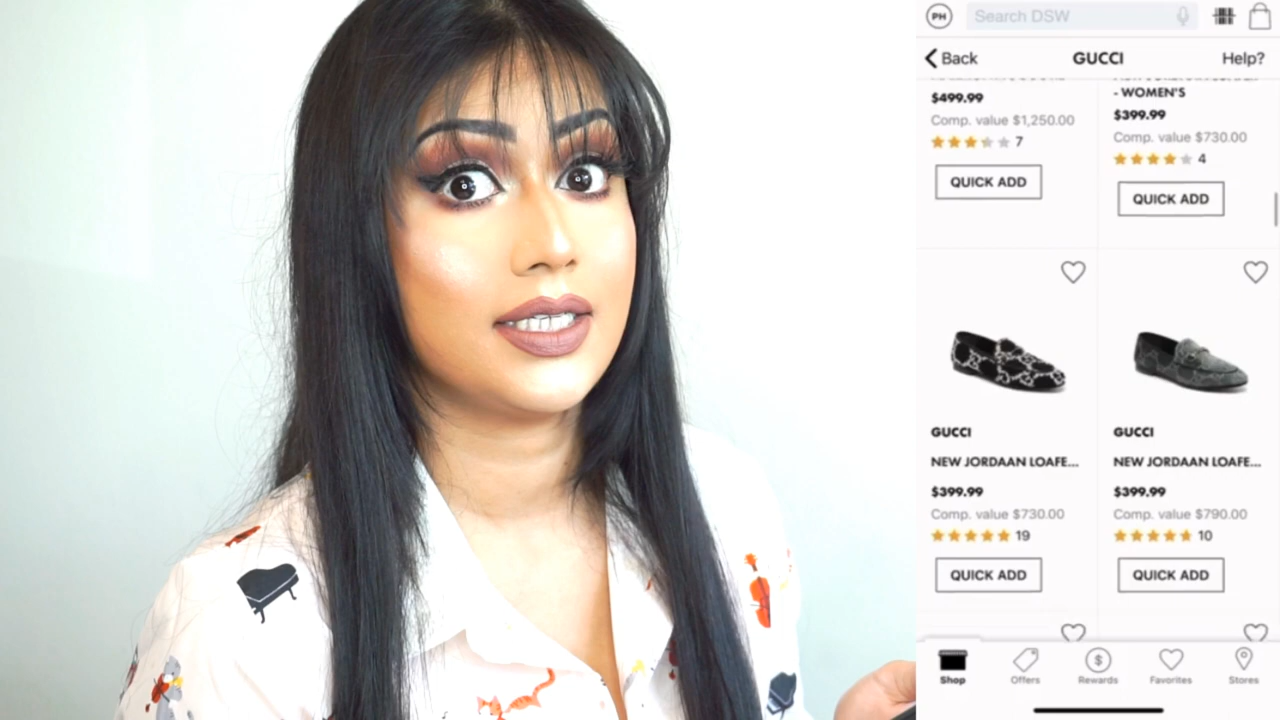 PH
Search DSW
Back
GUCCI
Help?
$499.99
Comp. value $1,250.00
7
QUICK ADD
- WOMEN'S
$399.99
Comp. value $730.00
4
QUICK ADD
GUCCI
NEW JORDAAN LOAFE...
$399.99
Comp. value $730.00
19
QUICK ADD
GUCCI
NEW JORDAAN LOAFE...
$399.99
Comp. value $790.00
10
QUICK ADD
Shop
Offers
$
Rewards
Favorites
Stores